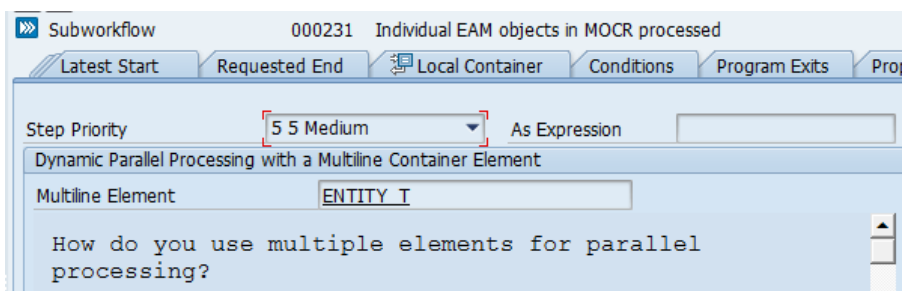 Subworkflow 000231 Individual EAM objects in MOCR processed
Latest Start Requested End Local Container Conditions Program Exits Prop
Step Priority 5 5 Medium As Expression
Dynamic Parallel Processing with a Multiline Container Element
Multiline Element ENTITY_T
How do you use multiple elements for parallel
processing?